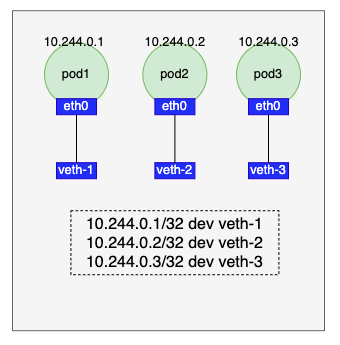 10.244.0.1 10.244.0.2 10.244.0.3
pod1 pod2 pod3
eth0 eth0 eth0
veth-1 veth-2 veth-3
10.244.0.1/32 dev veth-1
10.244.0.2/32 dev veth-2
10.244.0.3/32 dev veth-3